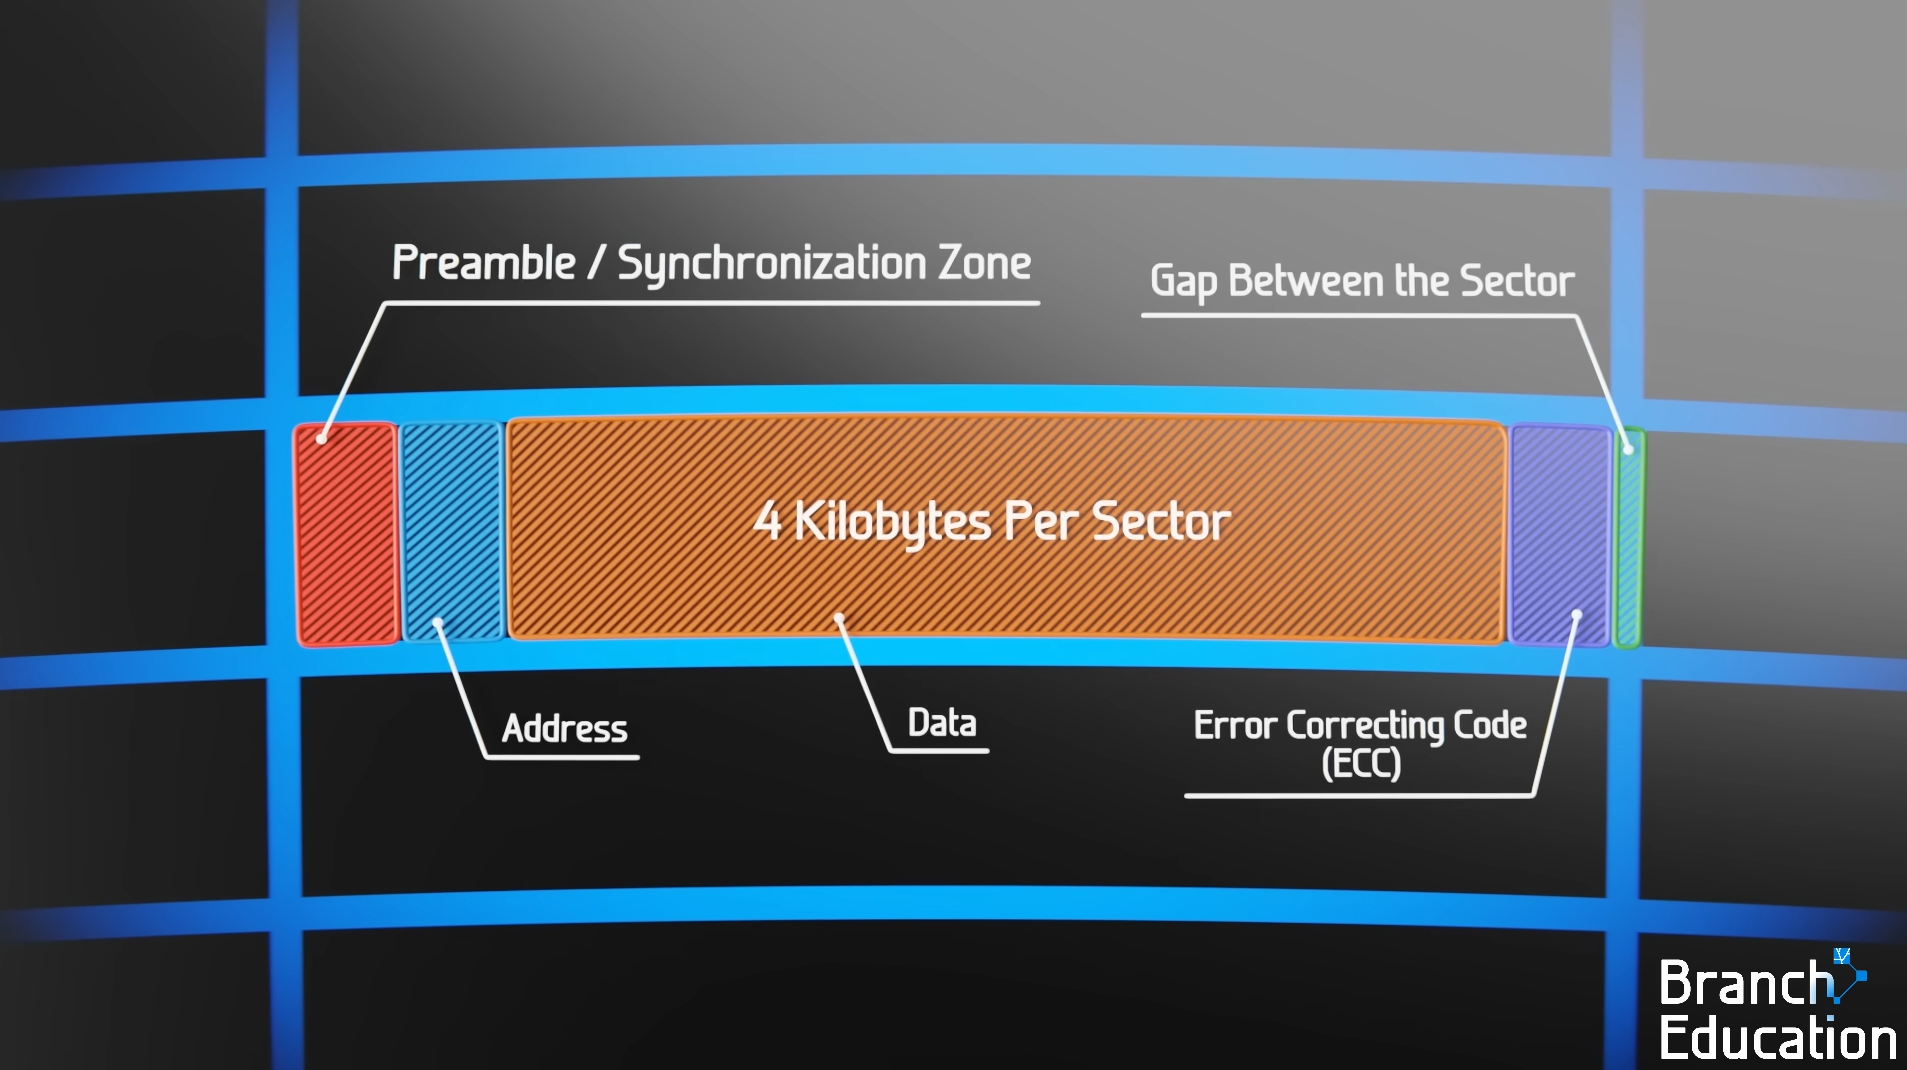 Preamble / Synchronization Zone
Gap Between the Sector
4 Kilobytes Per Sector
Address
Data
Error Correcting Code
(ECC)
Branch
Education